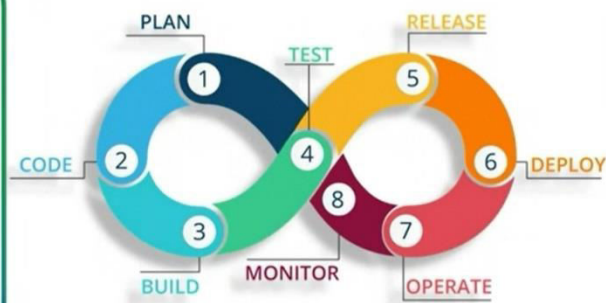 PLAN
1
CODE
2
BUILD
3
TEST
4
RELEASE
5
DEPLOY
6
OPERATE
7
MONITOR
8